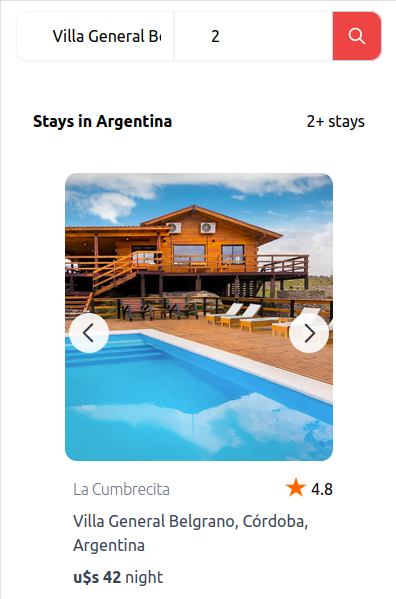 Villa General Be
2
Stays in Argentina
2+ stays
La Cumbrecita
4.8
Villa General Belgrano, Córdoba,
Argentina
u$s 42 night